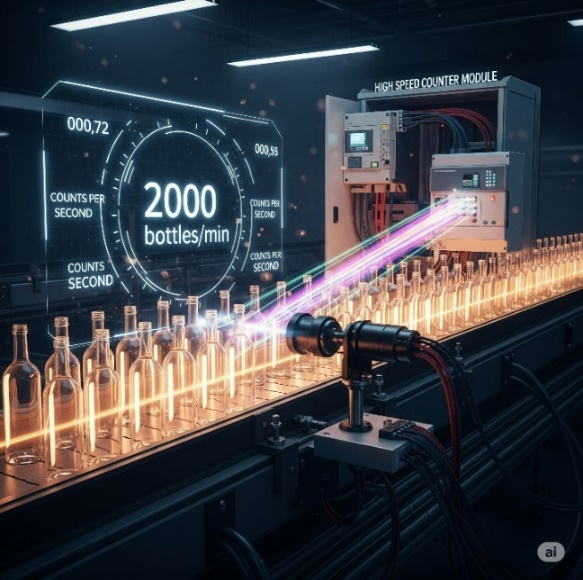 HIGH SPEED COUNTER MODULE
000,72
000,55
COUNTS PER
SECOND
2000
bottles/min
COUNTS PER
SECOND
COUNTS
SECOND
COUNTS PER
SECOND
ai